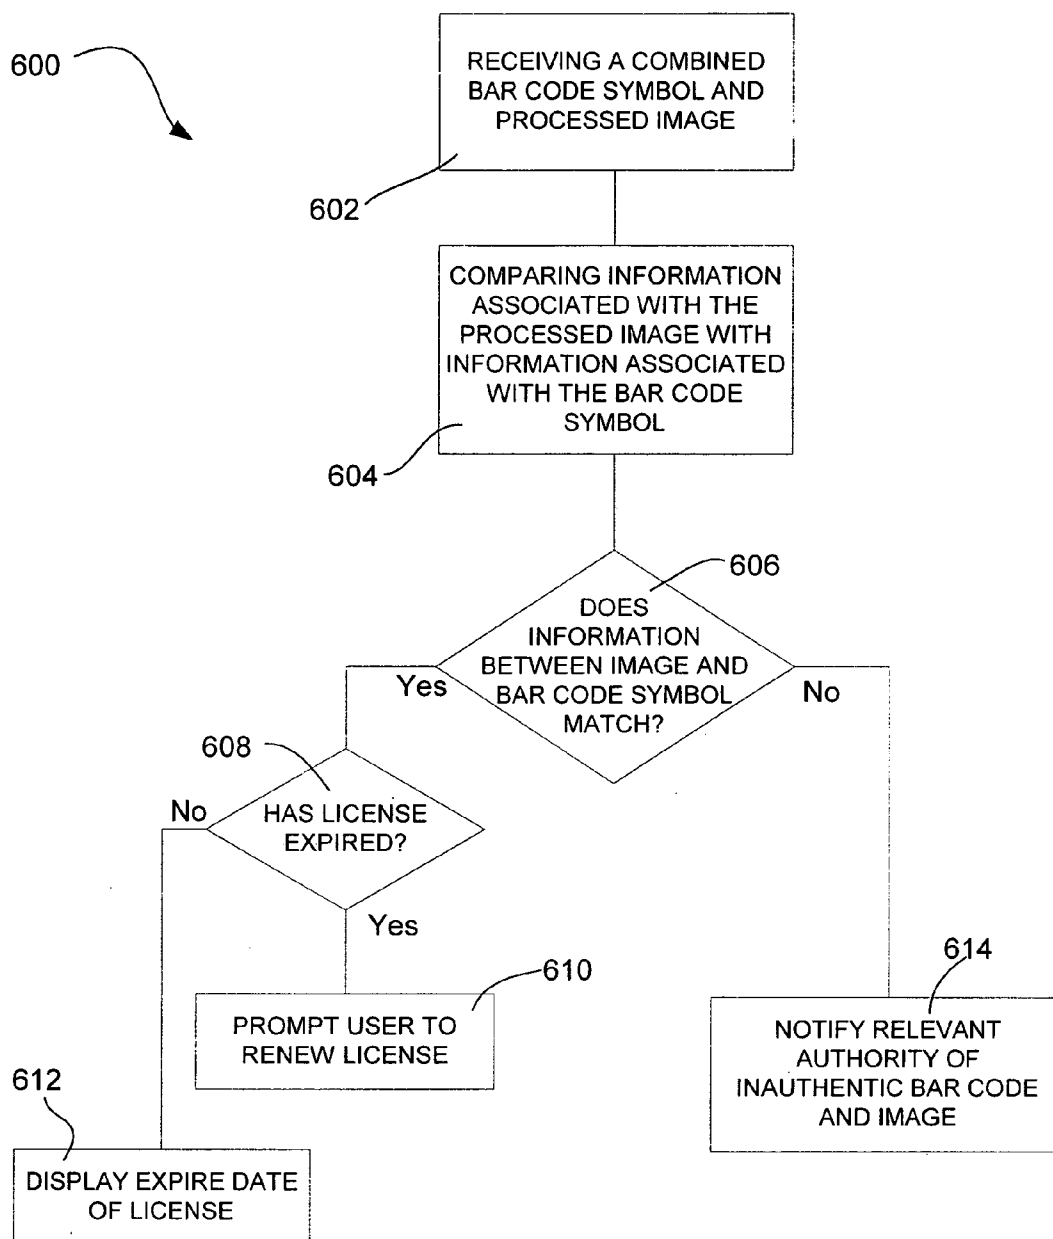 600
RECEIVING A COMBINED
BAR CODE SYMBOL AND
PROCESSED IMAGE
602
COMPARING INFORMATION
ASSOCIATED WITH THE
PROCESSED IMAGE WITH
INFORMATION ASSOCIATED
WITH THE BAR CODE
SYMBOL
604
606
DOES
INFORMATION
BETWEEN IMAGE AND
BAR CODE SYMBOL
MATCH?
Yes
No
608
HAS LICENSE
EXPIRED?
No
Yes
610
PROMPT USER TO
RENEW LICENSE
614
NOTIFY RELEVANT
AUTHORITY OF
INAUTHENTIC BAR CODE
AND IMAGE
612
DISPLAY EXPIRE DATE
OF LICENSE